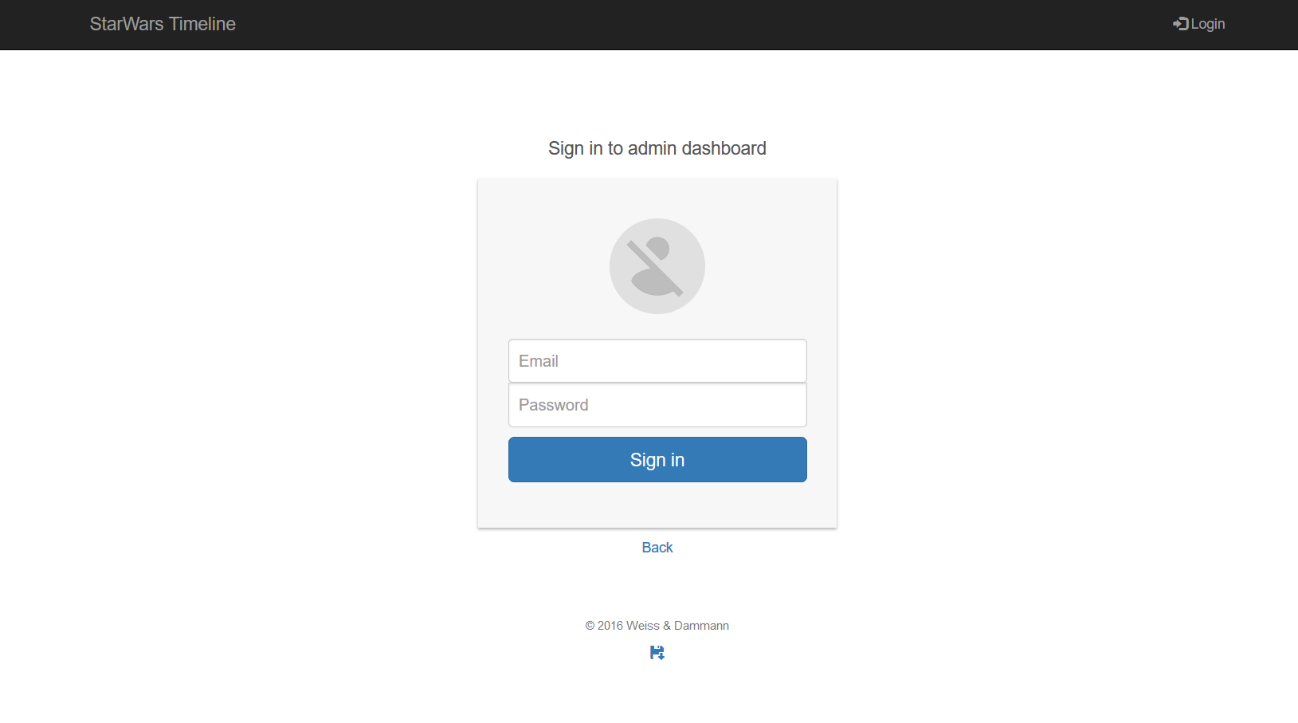 StarWars Timeline
Login
Sign in to admin dashboard
Email
Password
Sign in
Back
© 2016 Weiss & Dammann